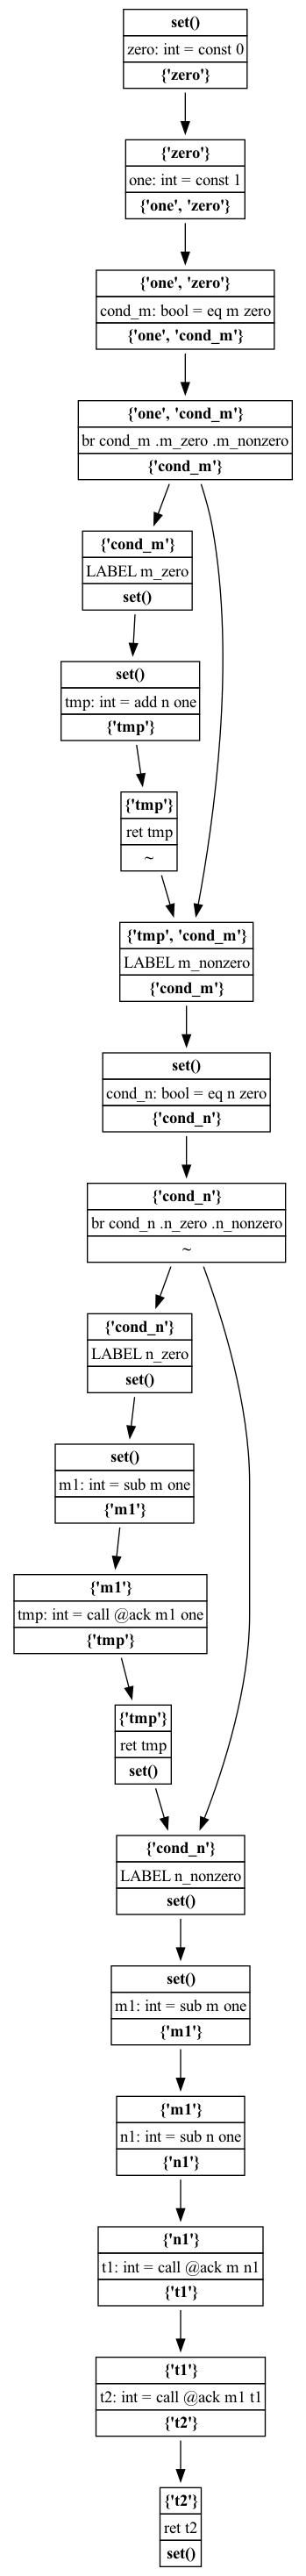 set()
zero: int = const 0
{'zero'}
{'zero'}
one: int = const 1
{'one', 'zero'}
{'one', 'zero'}
cond_m: bool = eq m zero
{'one', 'cond_m'}
{'one', 'cond_m'}
br cond_m .m_zero .m_nonzero
{'cond_m'}
{'cond_m'}
LABEL m_zero
set()
set()
tmp: int = add n one
{'tmp'}
{'tmp'}
ret tmp
~
{'tmp', 'cond_m'}
LABEL m_nonzero
{'cond_m'}
set()
cond_n: bool = eq n zero
{'cond_n'}
{'cond_n'}
br cond_n .n_zero .n_nonzero
~
{'cond_n'}
LABEL n_zero
set()
set()
m1: int = sub m one
{'m1'}
{'m1'}
tmp: int = call @ack m1 one
{'tmp'}
{'tmp'}
ret tmp
set()
{'cond_n'}
LABEL n_nonzero
set()
set()
m1: int = sub m one
{'m1'}
{'m1'}
n1: int = sub n one
{'n1'}
{'n1'}
t1: int = call @ack m n1
{'t1'}
{'t1'}
t2: int = call @ack m1 t1
{'t2'}
{'t2'}
ret t2
set()